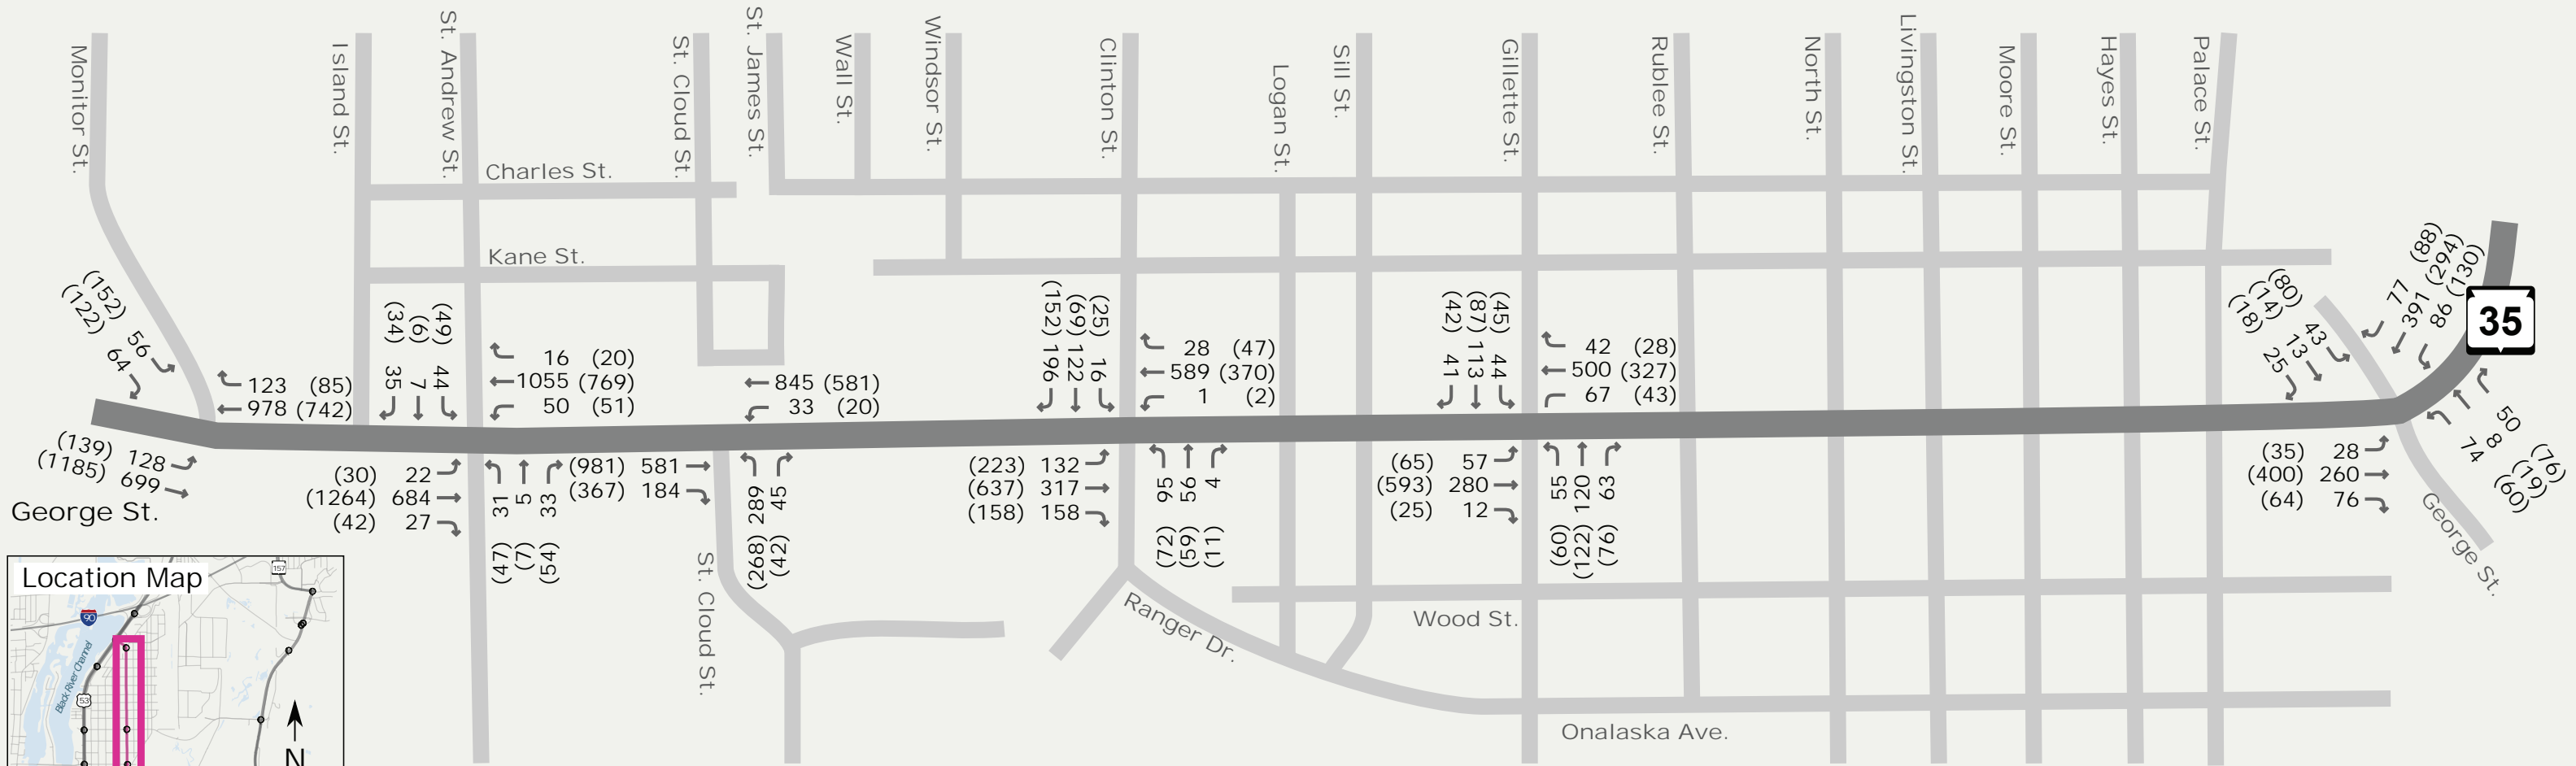 Monitor St.
Island St.
St. Andrew St.
St. Cloud St.
St. James St.
Wall St.
Windsor St.
Clinton St.
Logan St.
Sill St.
Gillette St.
Rublee St.
North St.
Livingston St.
Moore St.
Hayes St.
Palace St.
Charles St.
Kane St.
(152) 56
(122) 64
123 (85)
978 (742)
(139) 128
(1185) 699
George St.
(34) 35
(6) 7
(49) 44
16 (20)
1055 (769)
50 (51)
(30) 22
(1264) 684
(42) 27
31 (47)
5 (7)
33 (54)
845 (581)
33 (20)
(981) 581
(367) 184
289 (268)
45 (42)
St. Cloud St.
(152) 196
(69) 122
(25) 16
28 (47)
589 (370)
1 (2)
(223) 132
(637) 317
(158) 158
95 (72)
56 (59)
4 (11)
(42) 41
(87) 113
(45) 44
42 (28)
500 (327)
67 (43)
(65) 57
(593) 280
(25) 12
55 (60)
120 (122)
63 (76)
(80) 43
(14) 13
(18) 25
77 (88)
391 (294)
86 (130)
35
(35) 28
(400) 260
(64) 76
50 (76)
8 (19)
74 (60)
George St.
Ranger Dr.
Wood St.
Onalaska Ave.
Location Map
157
90
Black River Channel
53
N